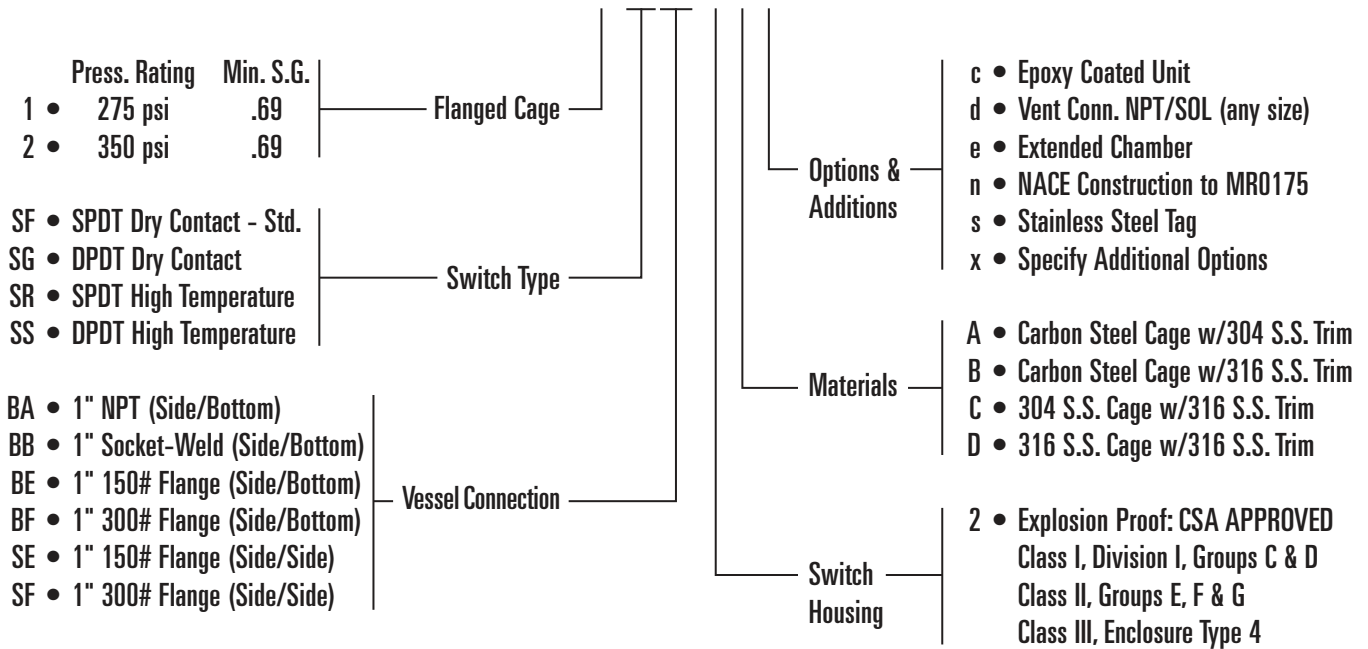 Press. Rating Min. S.G.
1 • 275 psi .69
2 • 350 psi .69
Flanged Cage
SF • SPDT Dry Contact - Std.
SG • DPDT Dry Contact
SR • SPDT High Temperature
SS • DPDT High Temperature
Switch Type
BA • 1" NPT (Side/Bottom)
BB • 1" Socket-Weld (Side/Bottom)
BE • 1" 150# Flange (Side/Bottom)
BF • 1" 300# Flange (Side/Bottom)
SE • 1" 150# Flange (Side/Side)
SF • 1" 300# Flange (Side/Side)
Vessel Connection
c • Epoxy Coated Unit
d • Vent Conn. NPT/SOL (any size)
e • Extended Chamber
n • NACE Construction to MR0175
s • Stainless Steel Tag
x • Specify Additional Options
Options &
Additions
A • Carbon Steel Cage w/304 S.S. Trim
B • Carbon Steel Cage w/316 S.S. Trim
C • 304 S.S. Cage w/316 S.S. Trim
D • 316 S.S. Cage w/316 S.S. Trim
Materials
2 • Explosion Proof: CSA APPROVED
Class I, Division I, Groups C & D
Class II, Groups E, F & G
Class III, Enclosure Type 4
Switch
Housing